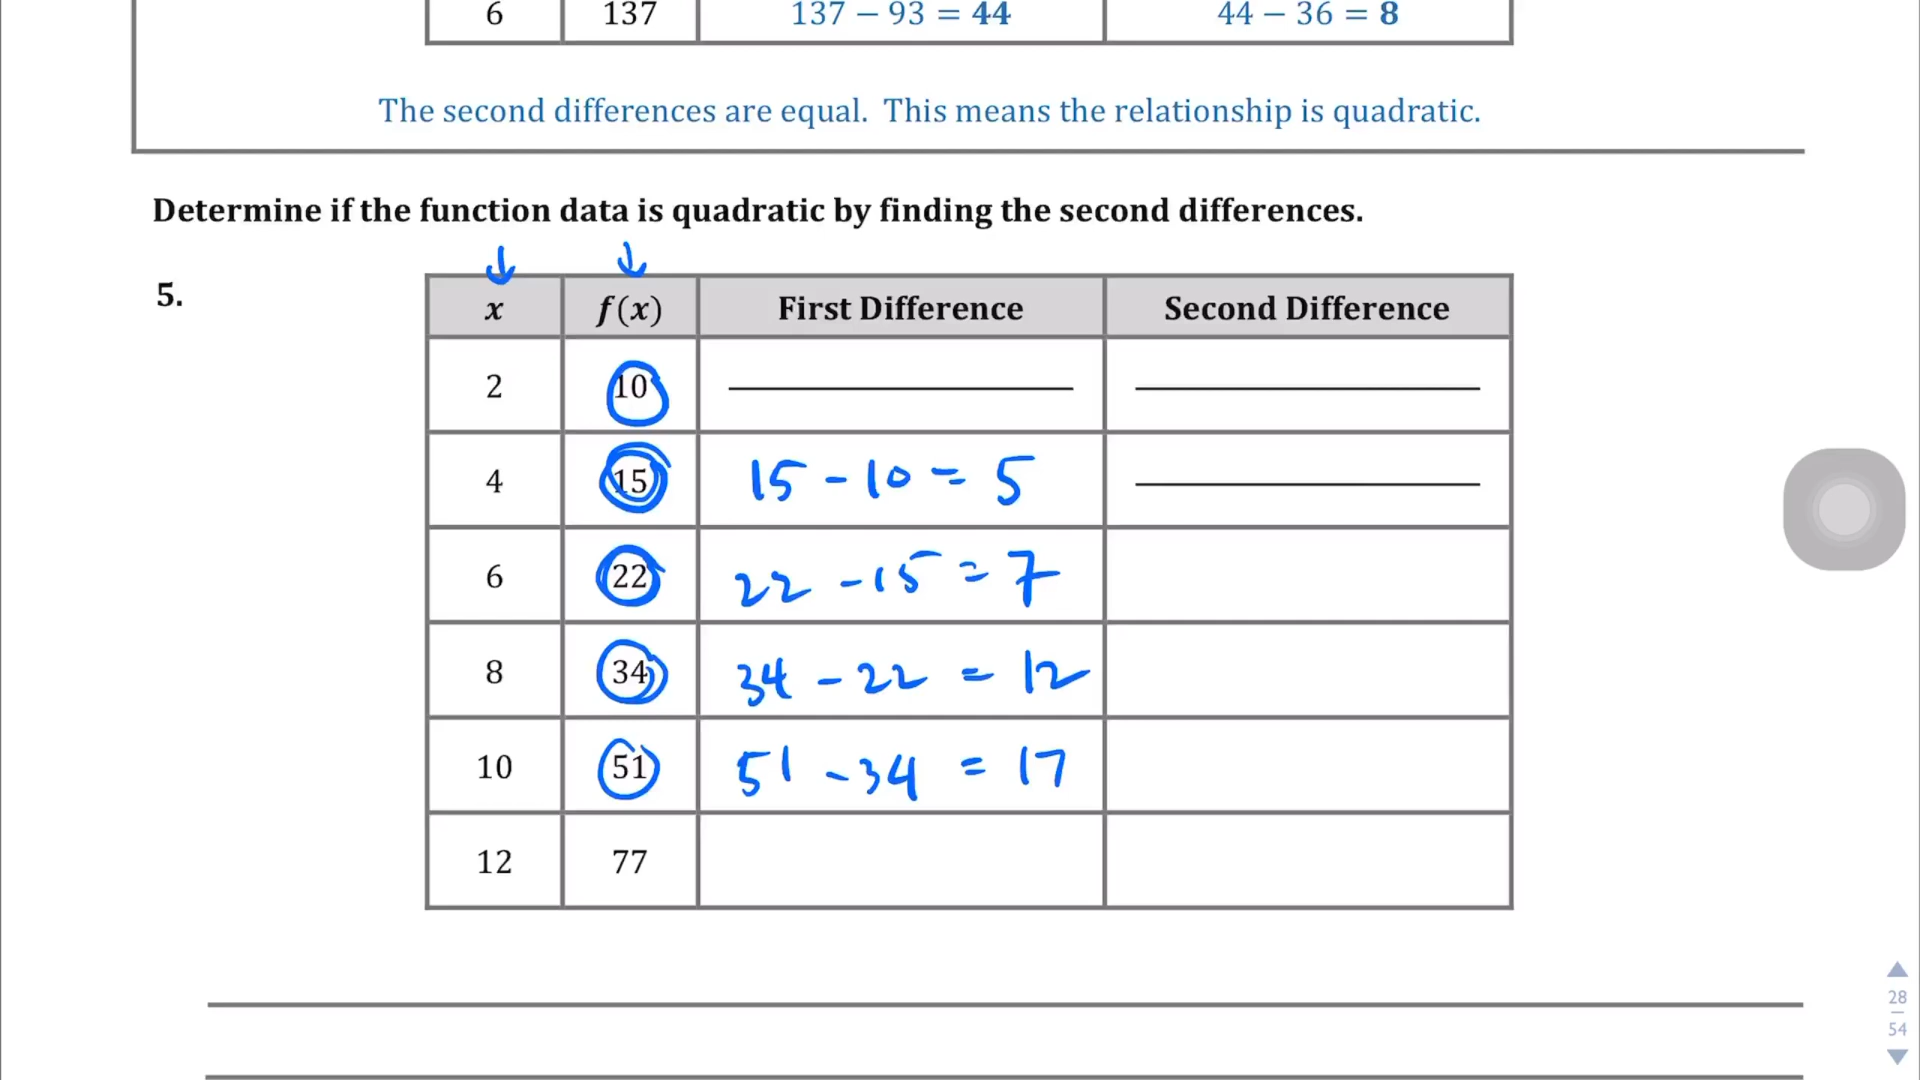 6 137 137 − 93 = 44 44 − 36 = 8
The second differences are equal. This means the relationship is quadratic.
Determine if the function data is quadratic by finding the second differences.
5.
x f(x) First Difference Second Difference
2 10
4 15 15 - 10 = 5
6 22 22 - 15 = 7
8 34 34 - 22 = 12
10 51 51 - 34 = 17
12 77
28
54